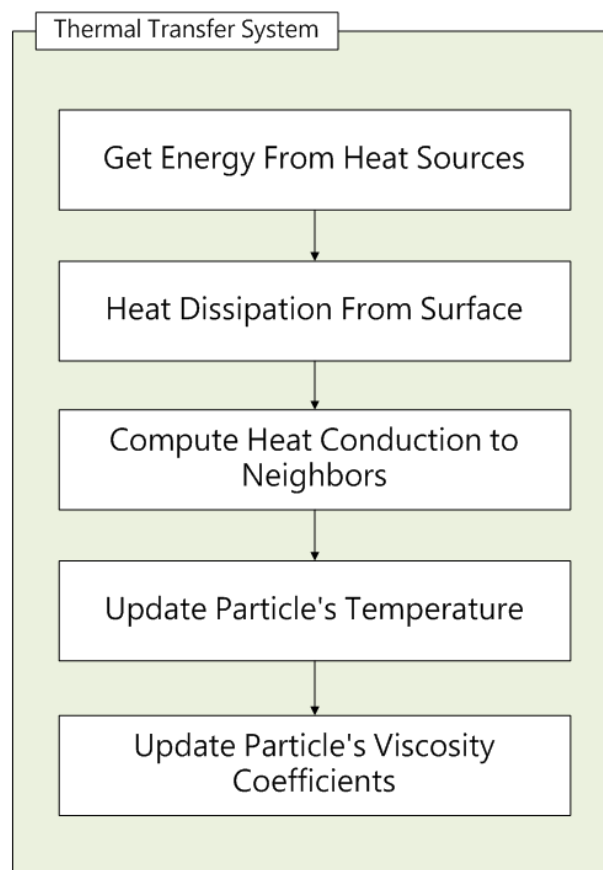 Thermal Transfer System
Get Energy From Heat Sources
Heat Dissipation From Surface
Compute Heat Conduction to
Neighbors
Update Particle's Temperature
Update Particle's Viscosity
Coefficients